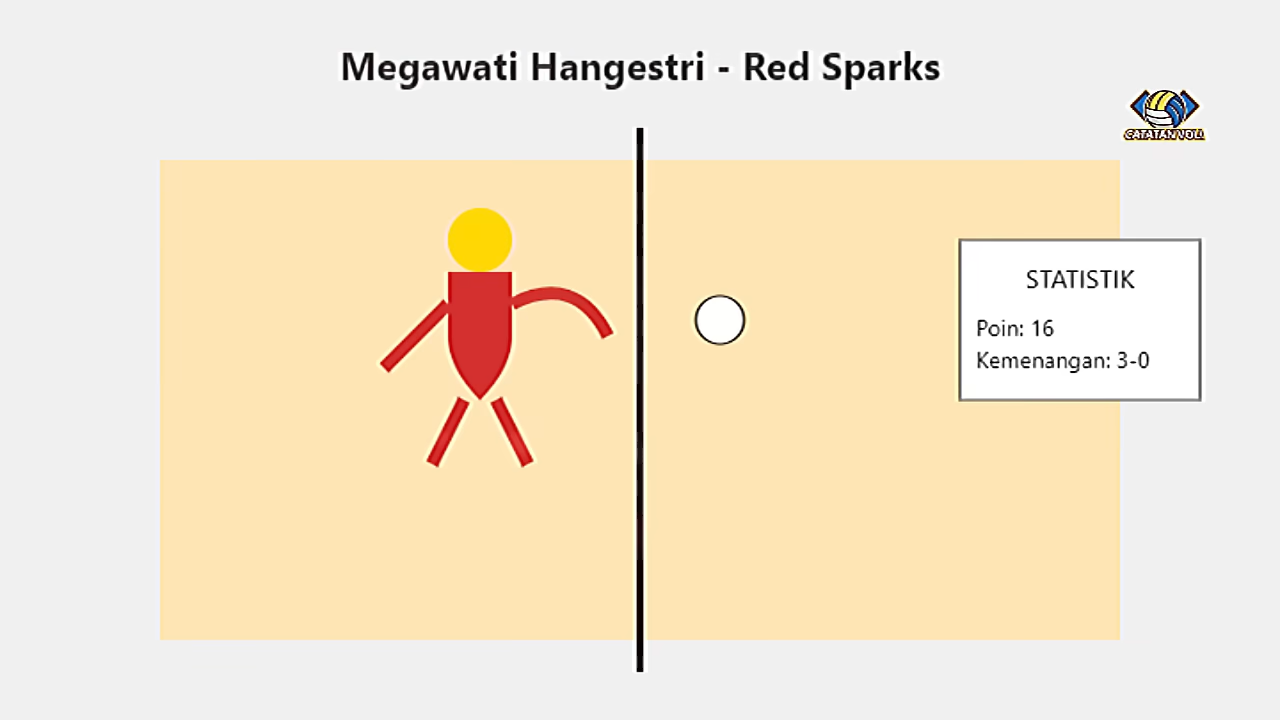 Megawati Hangestri - Red Sparks
CATATAN VOLI
STATISTIK
Poin: 16
Kemenangan: 3-0